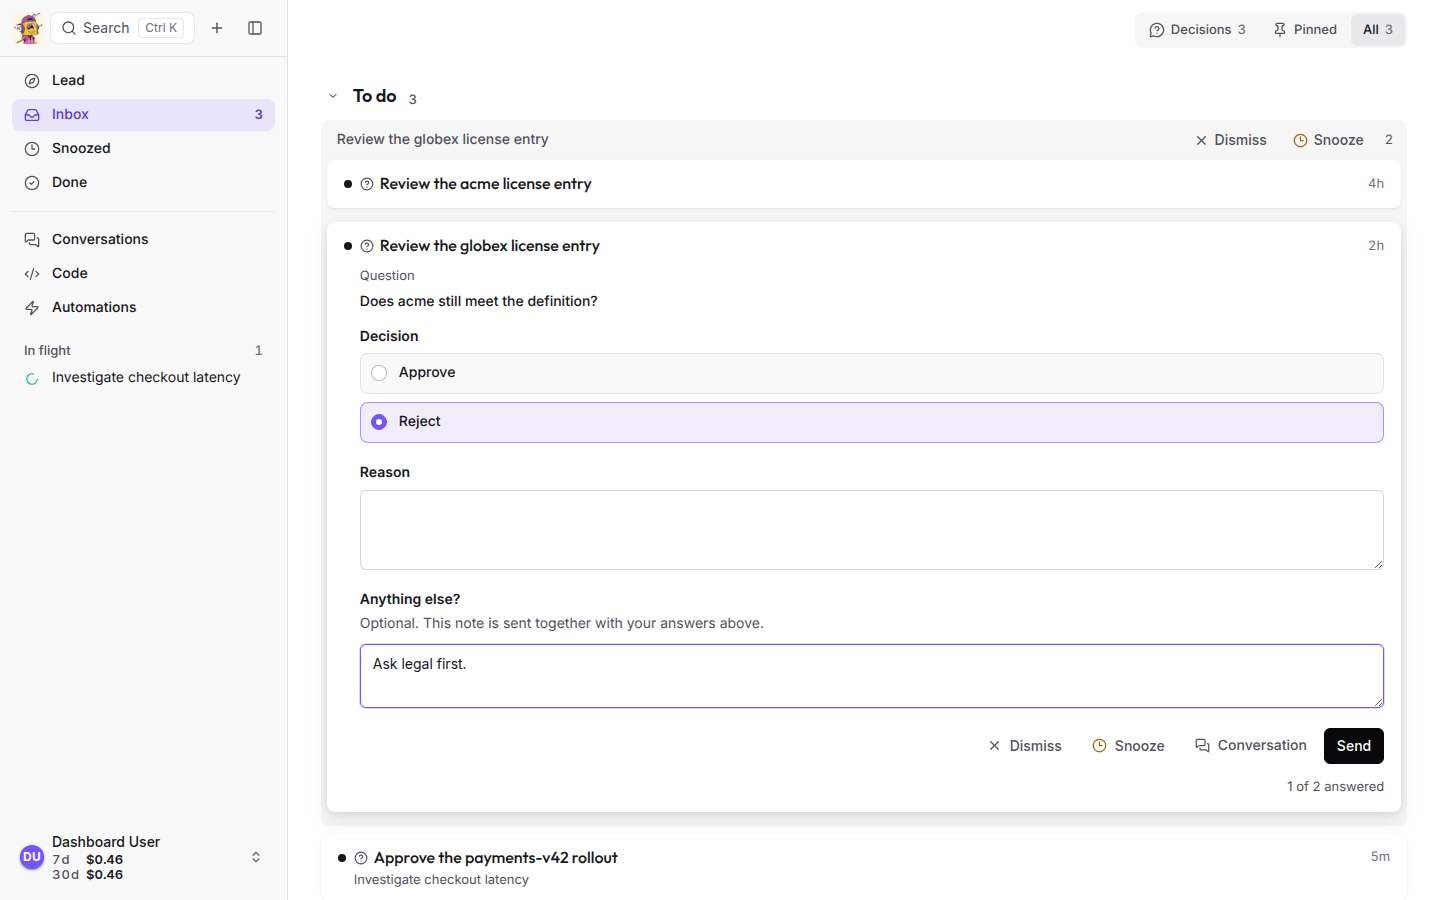 Search Ctrl K
Decisions 3 Pinned All 3
Lead
Inbox 3
Snoozed
Done
Conversations
Code
Automations
In flight 1
Investigate checkout latency
Dashboard User
DU
7d $0.46
30d $0.46
To do 3
Review the globex license entry Dismiss Snooze 2
Review the acme license entry 4h
Review the globex license entry 2h
Question
Does acme still meet the definition?
Decision
Approve
Reject
Reason
Anything else?
Optional. This note is sent together with your answers above.
Ask legal first.
Dismiss Snooze Conversation Send
1 of 2 answered
Approve the payments-v42 rollout 5m
Investigate checkout latency